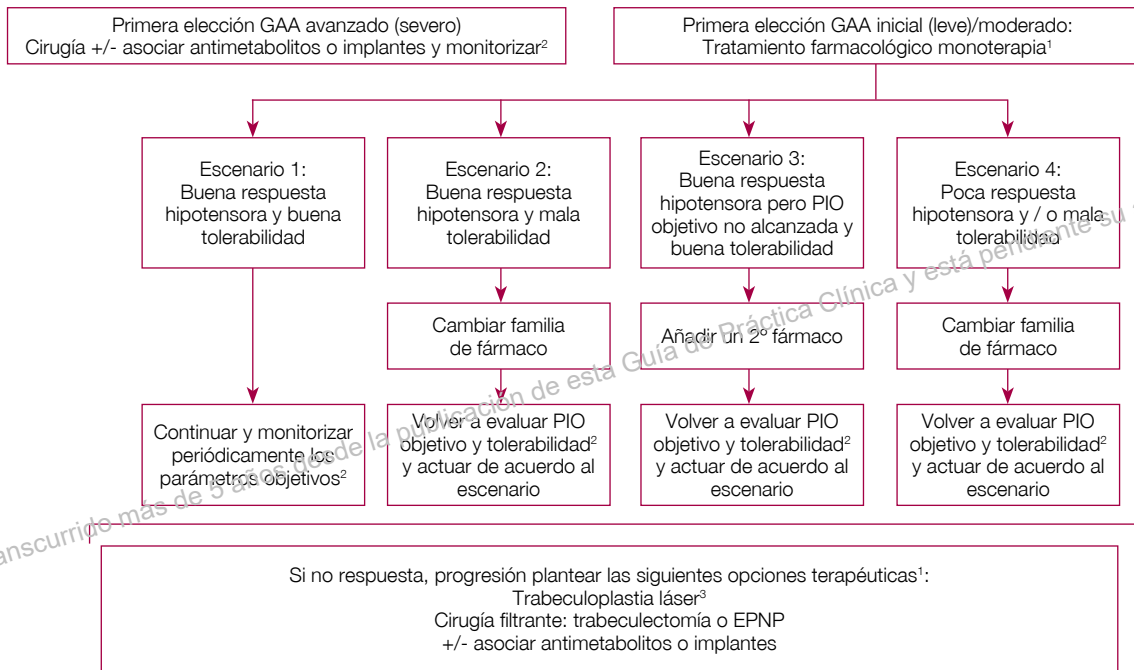 Primera elección GAA avanzado (severo)
Cirugía +/- asociar antimetabolitos o implantes y monitorizar²
Primera elección GAA inicial (leve)/moderado:
Tratamiento farmacológico monoterapia¹
Escenario 1:
Buena respuesta
hipotensora y buena
tolerabilidad
Escenario 2:
Buena respuesta
hipotensora y mala
tolerabilidad
Escenario 3:
Buena respuesta
hipotensora pero PIO
objetivo no alcanzada y
buena tolerabilidad
Escenario 4:
Poca respuesta
hipotensora y / o mala
tolerabilidad
Cambiar familia
de fármaco
Añadir un 2º fármaco
Cambiar familia
de fármaco
Continuar y monitorizar
periódicamente los
parámetros objetivos²
Volver a evaluar PIO
objetivo y tolerabilidad²
y actuar de acuerdo al
escenario
Volver a evaluar PIO
objetivo y tolerabilidad²
y actuar de acuerdo al
escenario
Volver a evaluar PIO
objetivo y tolerabilidad²
y actuar de acuerdo al
escenario
Si no respuesta, progresión plantear las siguientes opciones terapéuticas¹:
Trabeculoplastia láser³
Cirugía filtrante: trabeculectomía o EPNP
+/- asociar antimetabolitos o implantes
anscurrido más de 5 años desde la publicación de esta Guía de Práctica Clínica y está pendiente su